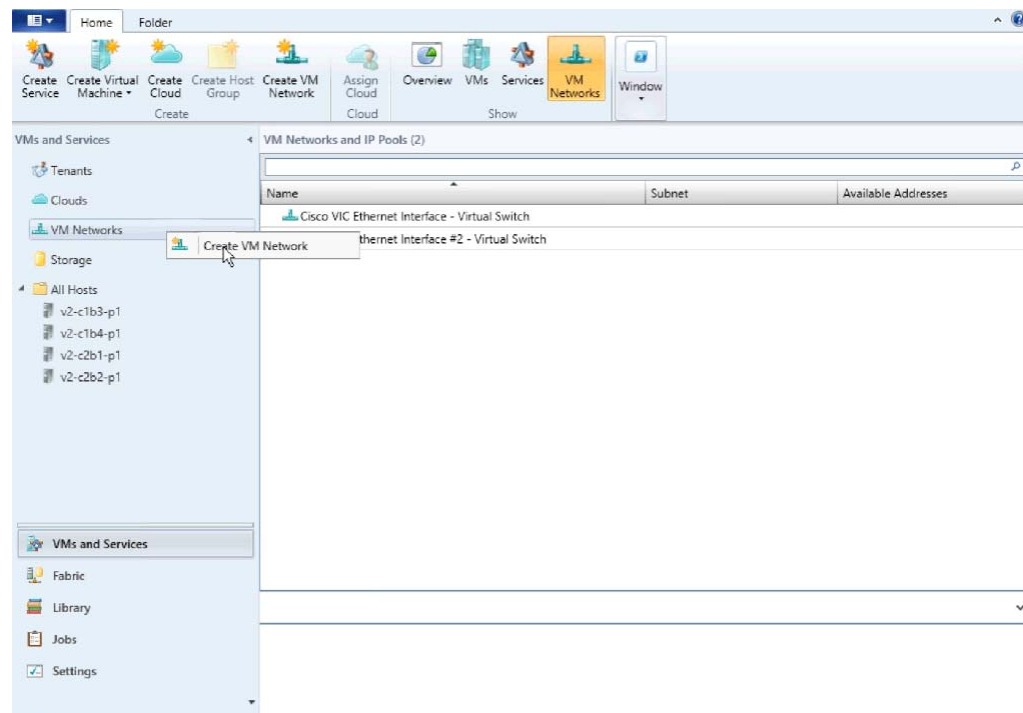 Home Folder
Create Service
Create Virtual Machine
Create Cloud
Create Host Group
Create VM Network
Assign Cloud
Overview
VMs
Services
VM Networks
Window
Create
Cloud
Show
VMs and Services
Tenants
Clouds
VM Networks
Create VM Network
Storage
All Hosts
v2-c1b3-p1
v2-c1b4-p1
v2-c2b1-p1
v2-c2b2-p1
VMs and Services
Fabric
Library
Jobs
Settings
VM Networks and IP Pools (2)
Name Subnet Available Addresses
Cisco VIC Ethernet Interface - Virtual Switch
thernet Interface #2 - Virtual Switch